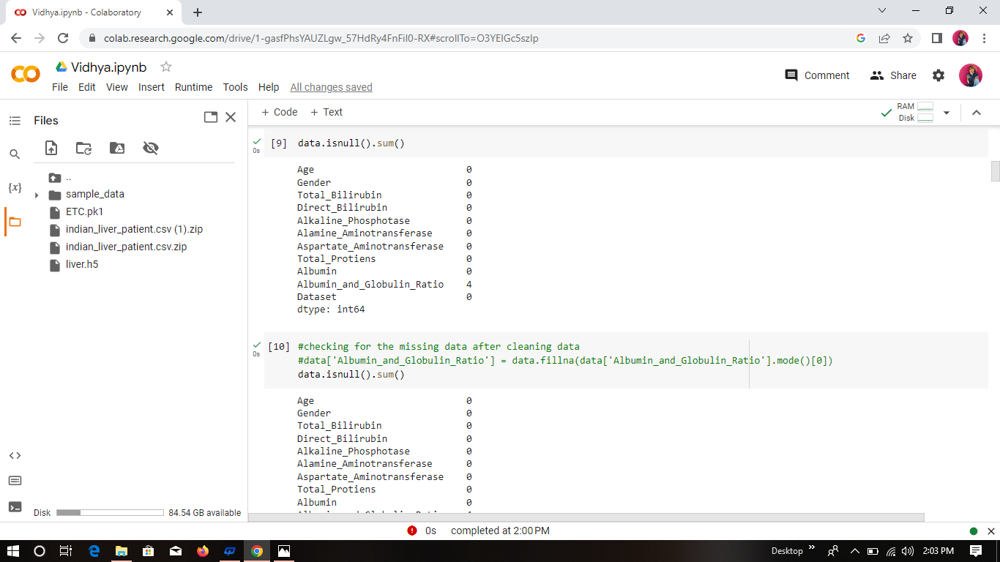 Vidhya.ipynb - Colaboratory
colab.research.google.com/drive/1-gasfPhsYAUZLgw_57HdRy4FnFiI0-RX#scrollTo=O3YElGc5szIp
Vidhya.ipynb
Comment
Share
File Edit View Insert Runtime Tools Help All changes saved
Files
+ Code + Text
RAM
Disk
{x}
..
sample_data
ETC.pk1
indian_liver_patient.csv (1).zip
indian_liver_patient.csv.zip
liver.h5
Disk 84.54 GB available
0s
[9] data.isnull().sum()
Age 0
Gender 0
Total_Bilirubin 0
Direct_Bilirubin 0
Alkaline_Phosphotase 0
Alamine_Aminotransferase 0
Aspartate_Aminotransferase 0
Total_Protiens 0
Albumin 0
Albumin_and_Globulin_Ratio 4
Dataset 0
dtype: int64
0s
[10] #checking for the missing data after cleaning data
#data['Albumin_and_Globulin_Ratio'] = data.fillna(data['Albumin_and_Globulin_Ratio'].mode()[0])
data.isnull().sum()
Age 0
Gender 0
Total_Bilirubin 0
Direct_Bilirubin 0
Alkaline_Phosphotase 0
Alamine_Aminotransferase 0
Aspartate_Aminotransferase 0
Total_Protiens 0
Albumin 0
0s completed at 2:00 PM
Desktop
2:03 PM